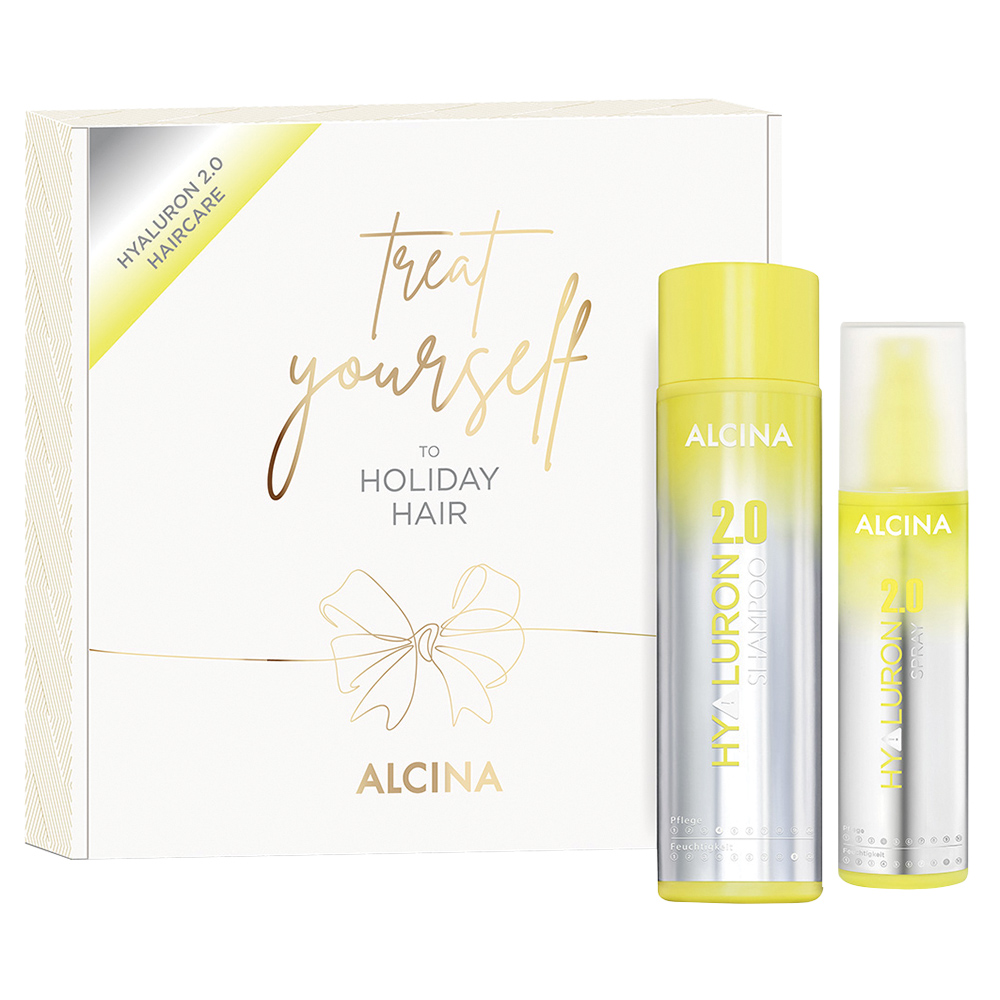 HYALURON 2.0
HAIRCARE
treat
yourself
TO
HOLIDAY
HAIR
ALCINA
ALCINA
HYALURON 2.0
SHAMPOO
Pflege
Feuchtigkeit
ALCINA
HYALURON 2.0
SPRAY
Pflege
Feuchtigkeit